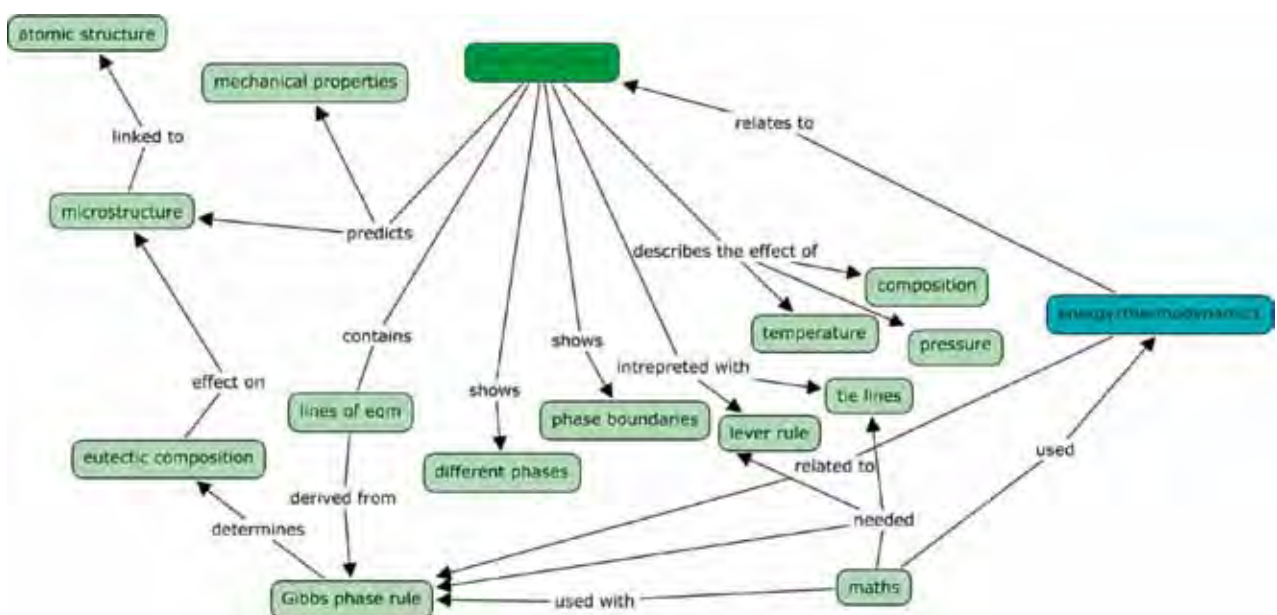 atomic structure
mechanical properties
linked to
relates to
microstructure
predicts
describes the effect of
composition
energy/thermodynamics
temperature
pressure
contains
shows
intrepreted with
effect on
shows
tie lines
lines of eqm
phase boundaries
lever rule
used
eutectic composition
different phases
related to
derived from
needed
determines
maths
Gibbs phase rule
used with